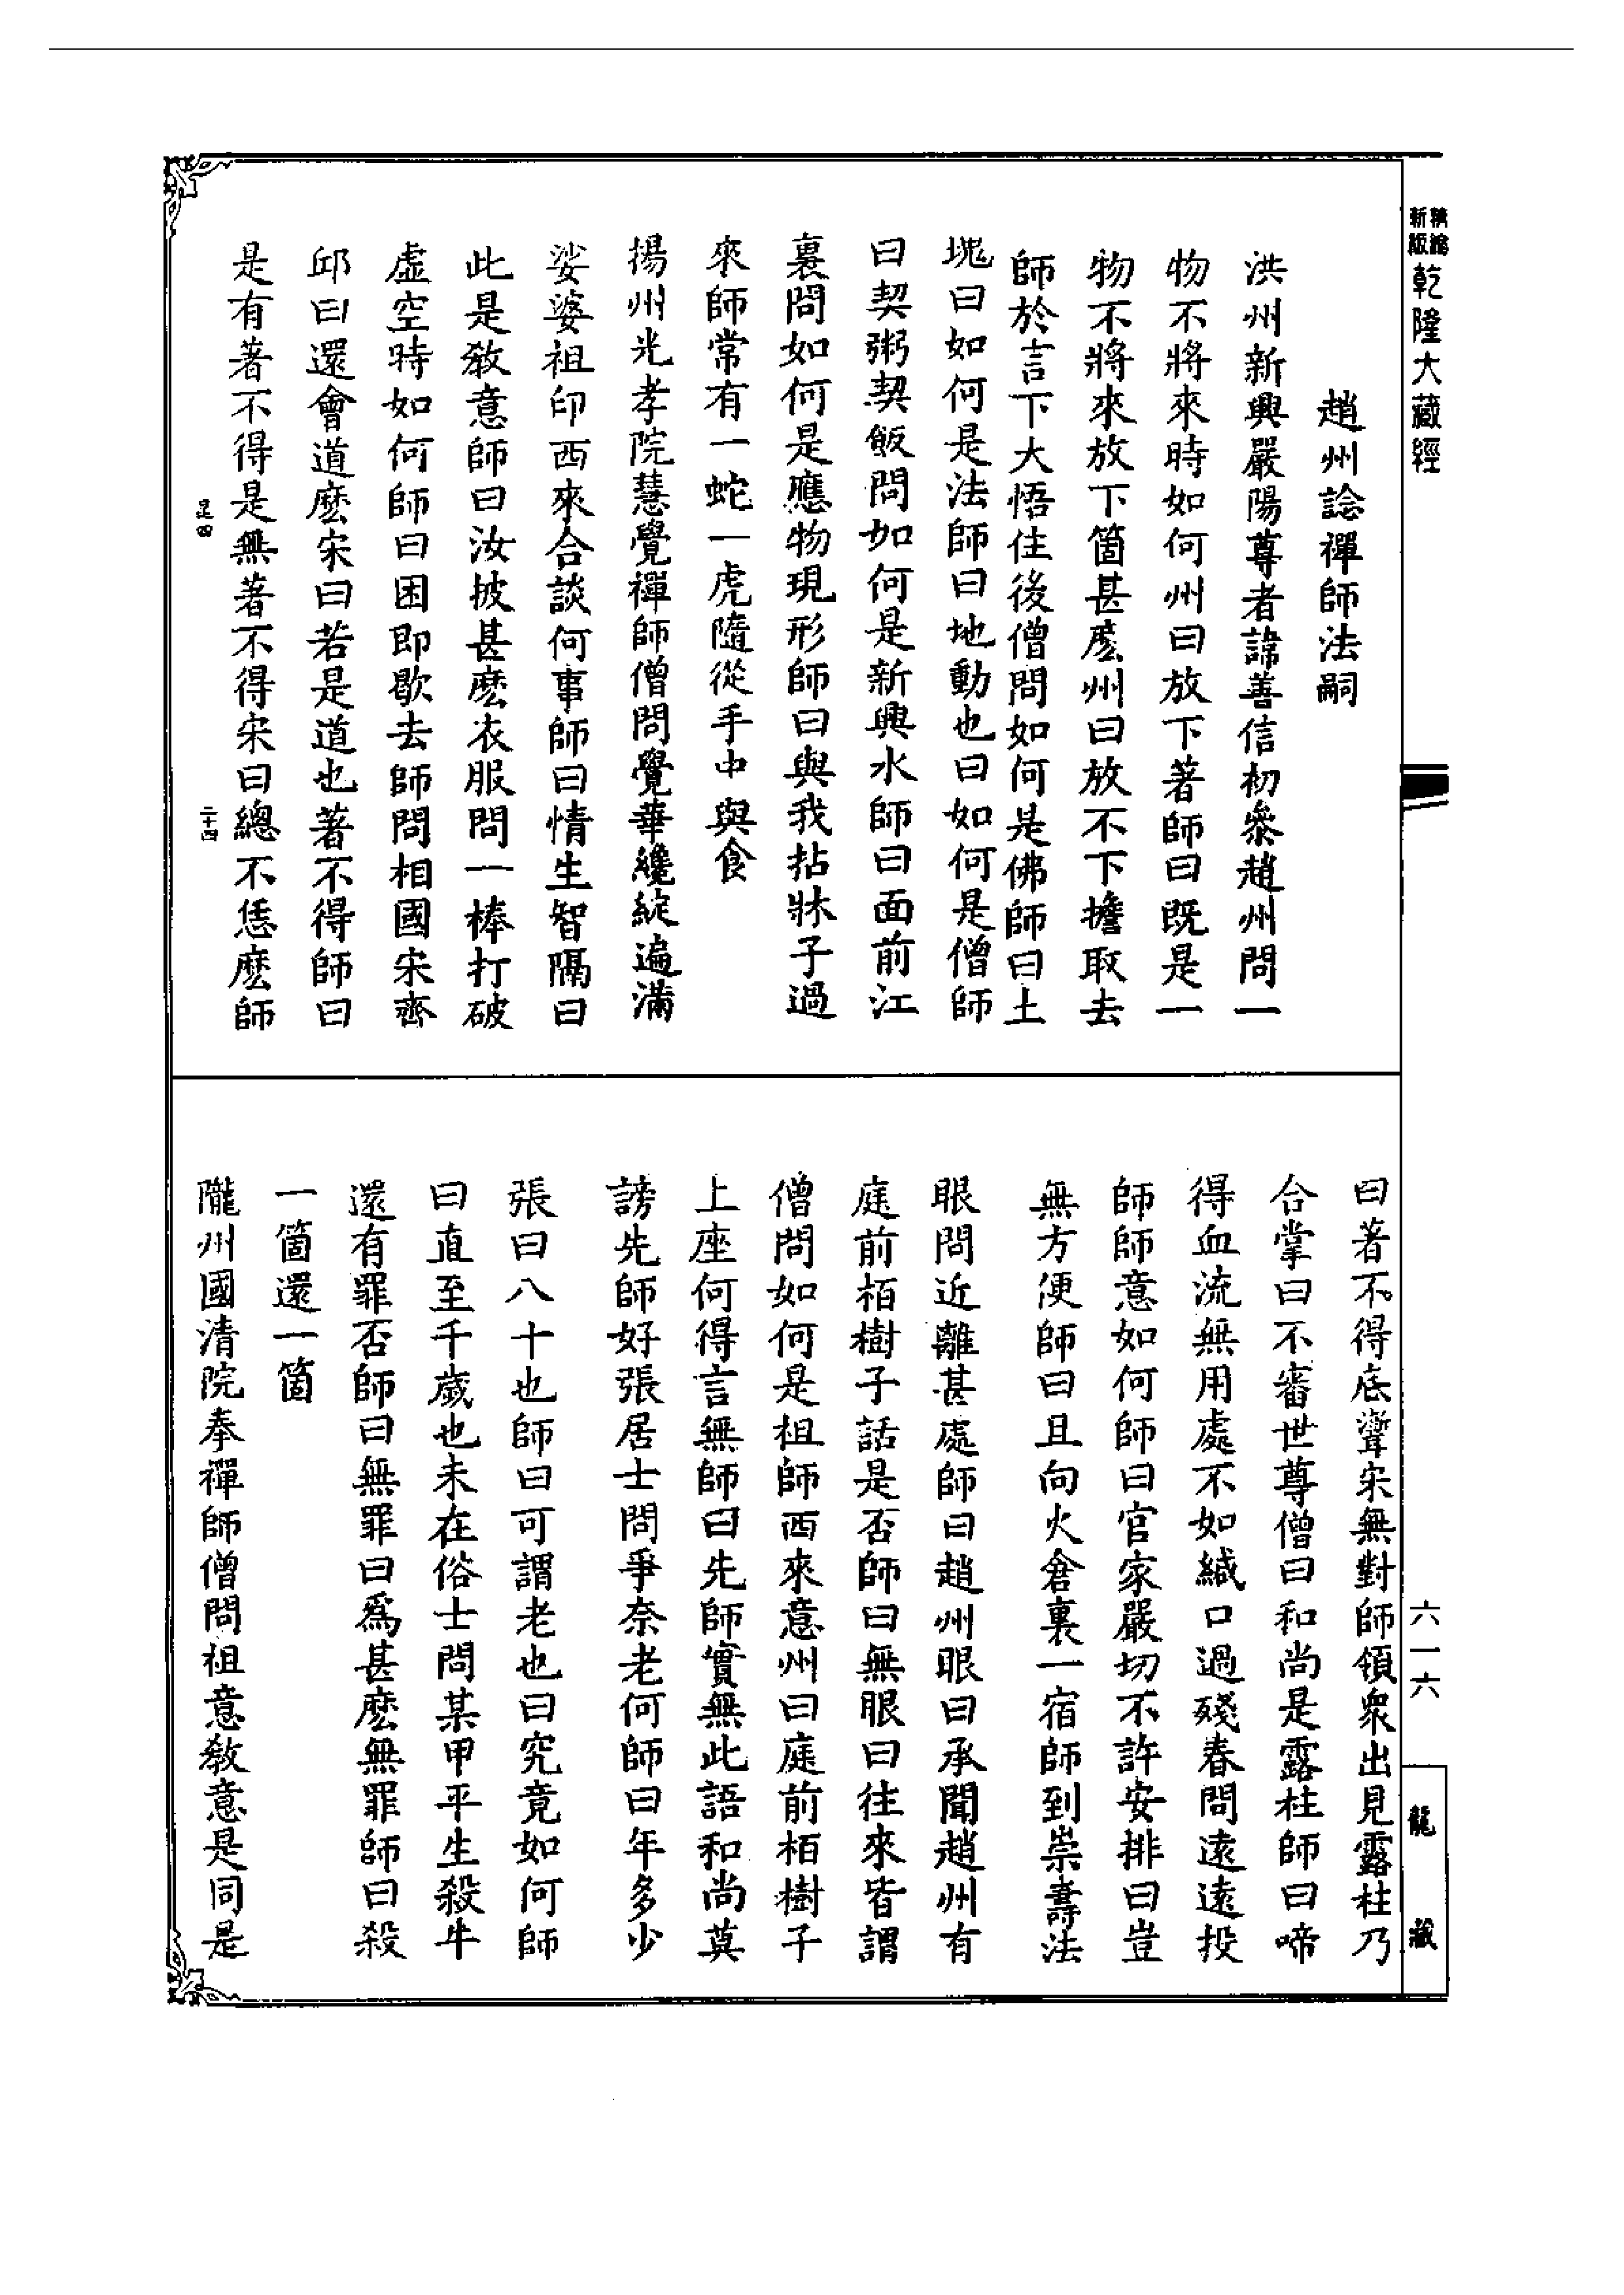 精編
新版
乾隆大藏經
趙州諗禪師法嗣
洪州新興嚴陽尊者諱善信初參趙州問一
物不將來時如何州曰放下著師曰既是一
物不將來放下箇甚麼州曰放不下擔取去
師於言下大悟住後僧問如何是佛師曰土
塊曰如何是法師曰地動也曰如何是僧師
曰喫粥喫飯問如何是新興水師曰面前江
裏問如何是應物現形師曰與我拈牀子過
來師常有一蛇一虎隨從手中與食
揚州光孝院慧覺禪師僧問覺華纔綻遍滿
娑婆祖印西來合談何事師曰情生智隔曰
此是教意師曰汝披甚麼衣服問一棒打破
虛空時如何師曰困即歇去師問相國宋齊
邱曰還會道麼宋曰若是道也著不得師曰
是有著不得是無著不得宋曰總不恁麼師
是四
二十四
曰著不得底聻宋無對師領眾出見露柱乃
合掌曰不審世尊僧曰和尚是露柱師曰啼
得血流無用處不如緘口過殘春問遠遠投
師師意如何師曰官家嚴切不許安排曰豈
無方便師曰且向火倉裏一宿師到崇壽法
眼問近離甚處師曰趙州眼曰承聞趙州有
庭前栢樹子話是否師曰無眼曰往來皆謂
僧問如何是祖師西來意州曰庭前栢樹子
上座何得言無師曰先師實無此語和尚莫
謗先師好張居士問爭奈老何師曰年多少
張曰八十也師曰可謂老也曰究竟如何師
曰直至千歲也未在俗士問某甲平生殺牛
還有罪否師曰無罪曰為甚麼無罪師曰殺
一箇還一箇
隴州國清院奉禪師僧問祖意教意是同是
六一六
龍藏